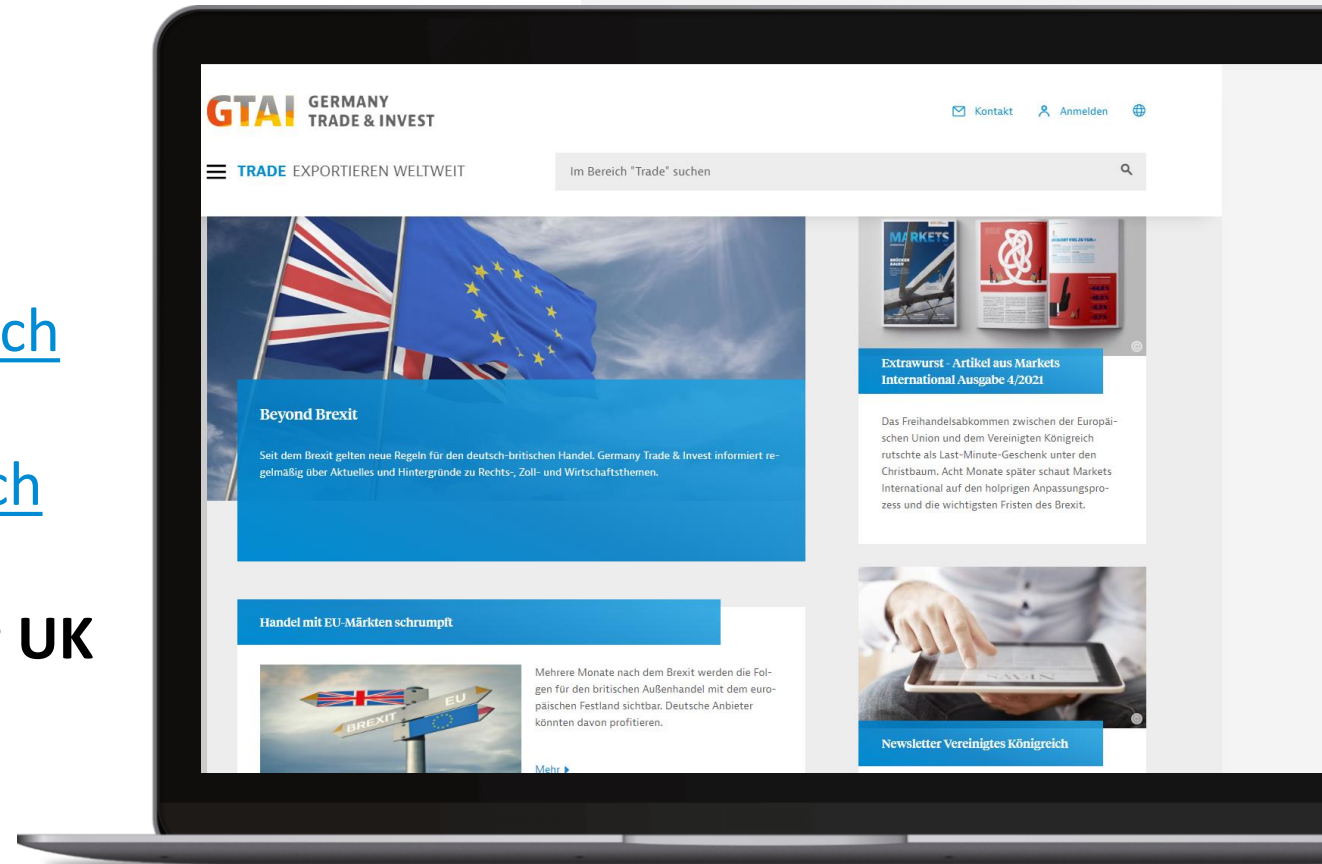 ch
ch
UK
GTAI GERMANY
TRADE & INVEST
Kontakt Anmelden
TRADE EXPORTIEREN WELTWEIT
Im Bereich "Trade" suchen
Beyond Brexit
Seit dem Brexit gelten neue Regeln für den deutsch-britischen Handel. Germany Trade & Invest informiert re-
gelmäßig über Aktuelles und Hintergründe zu Rechts-, Zoll- und Wirtschaftsthemen.
Handel mit EU-Märkten schrumpft
BREXIT
EU
Mehrere Monate nach dem Brexit werden die Fol-
gen für den britischen Außenhandel mit dem euro-
päischen Festland sichtbar. Deutsche Anbieter
könnten davon profitieren.
Mehr
MARKETS
Extrawurst - Artikel aus Markets
International Ausgabe 4/2021
Das Freihandelsabkommen zwischen der Europäi-
schen Union und dem Vereinigten Königreich
rutschte als Last-Minute-Geschenk unter den
Christbaum. Acht Monate später schaut Markets
International auf den holprigen Anpassungspro-
zess und die wichtigsten Fristen des Brexit.
NEWS
Newsletter Vereinigtes Königreich